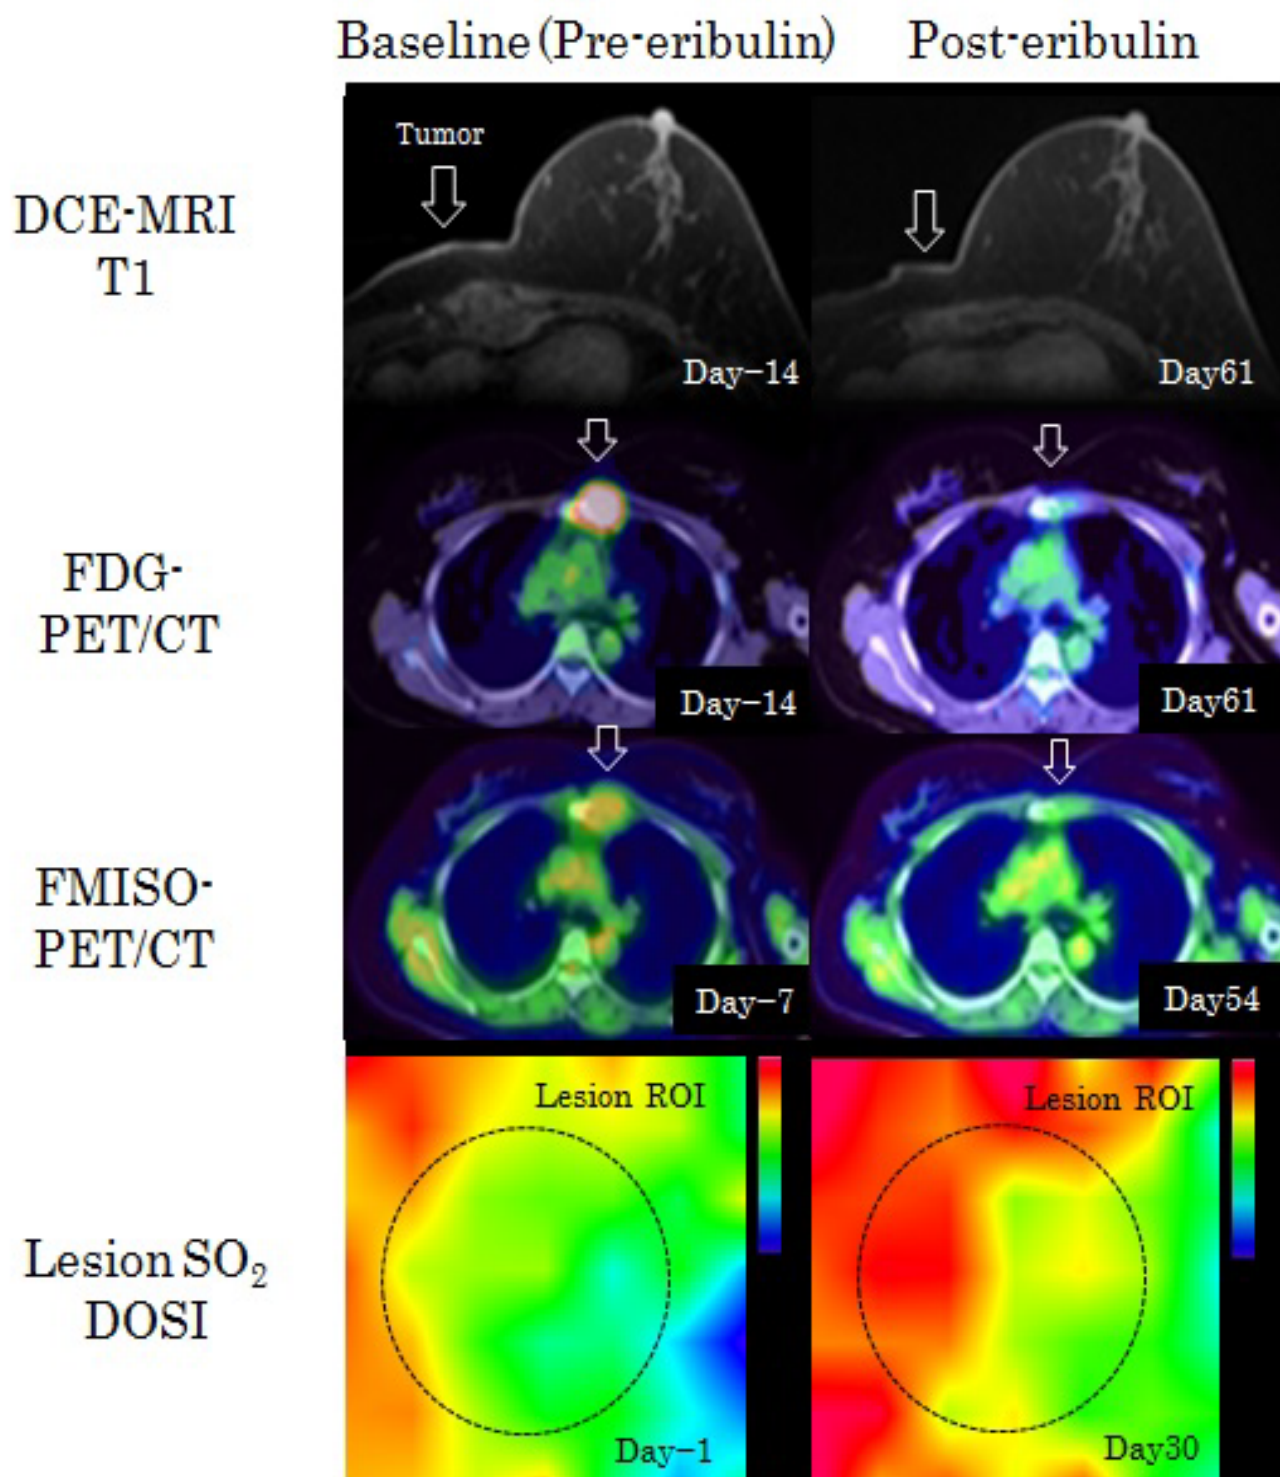 Baseline (Pre-eribulin) Post-eribulin
DCE-MRI
T1
Tumor
Day−14
Day61
FDG-
PET/CT
Day−14
Day61
FMISO-
PET/CT
Day−7
Day54
Lesion SO₂
DOSI
Lesion ROI
Day−1
Lesion ROI
Day30